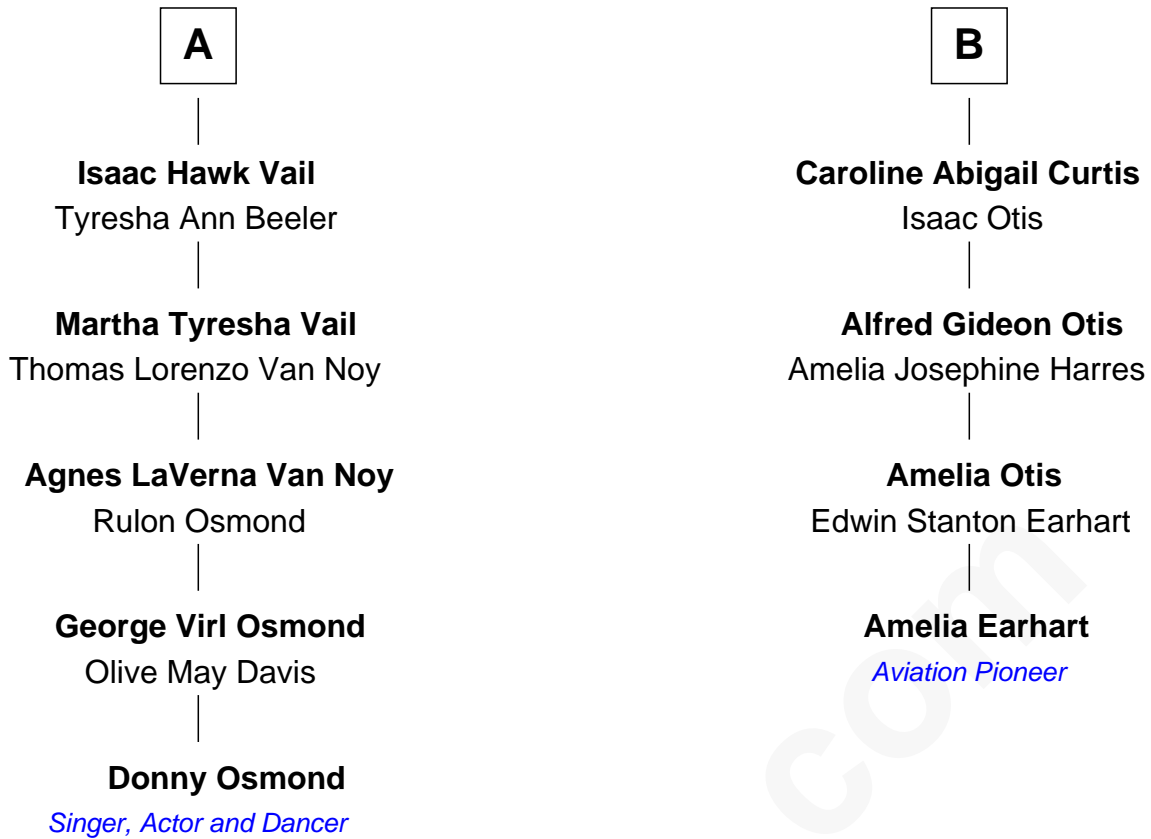 A
Isaac Hawk Vail
Tyresha Ann Beeler
Martha Tyresha Vail
Thomas Lorenzo Van Noy
Agnes LaVerna Van Noy
Rulon Osmond
George Virl Osmond
Olive May Davis
Donny Osmond
Singer, Actor and Dancer
B
Caroline Abigail Curtis
Isaac Otis
Alfred Gideon Otis
Amelia Josephine Harres
Amelia Otis
Edwin Stanton Earhart
Amelia Earhart
Aviation Pioneer
com